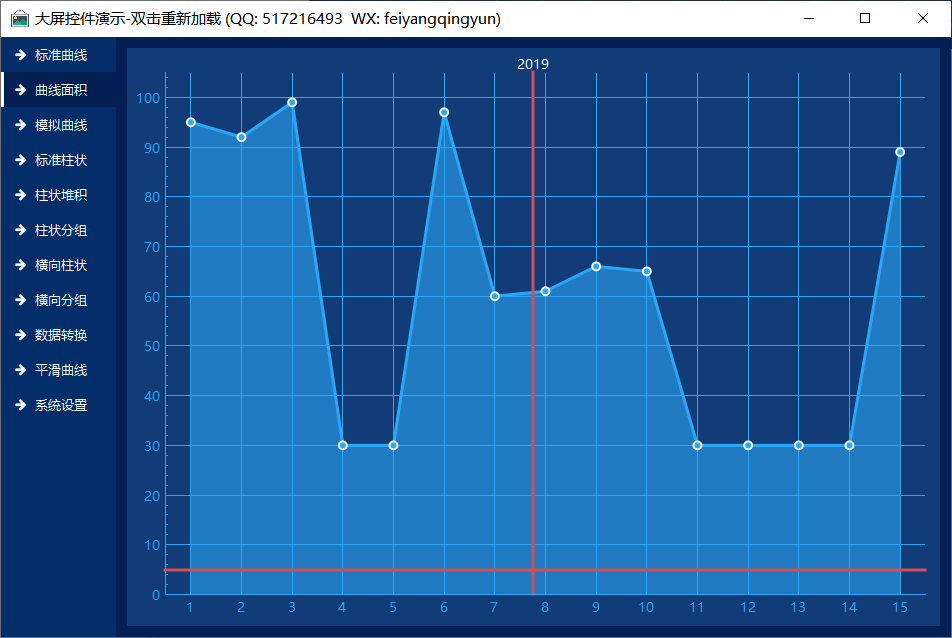 大屏控件演示-双击重新加载 (QQ: 517216493  WX: feiyangqingyun)
标准曲线
曲线面积
模拟曲线
标准柱状
柱状堆积
柱状分组
横向柱状
横向分组
数据转换
平滑曲线
系统设置
2019
100
90
80
70
60
50
40
30
20
10
0
1 2 3 4 5 6 7 8 9 10 11 12 13 14 15